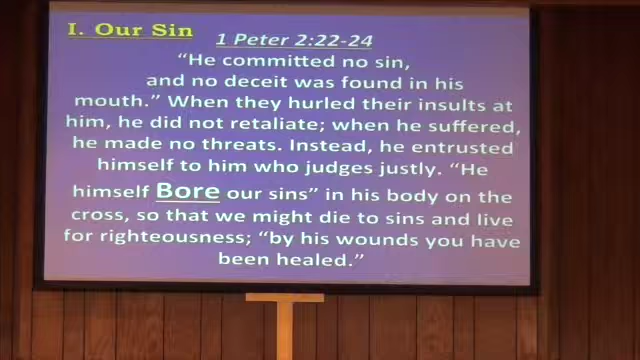 I. Our Sin
1 Peter 2:22-24
“He committed no sin,
and no deceit was found in his
mouth.” When they hurled their insults at
him, he did not retaliate; when he suffered,
he made no threats. Instead, he entrusted
himself to him who judges justly. “He
himself Bore our sins” in his body on the
cross, so that we might die to sins and live
for righteousness; “by his wounds you have
been healed.”